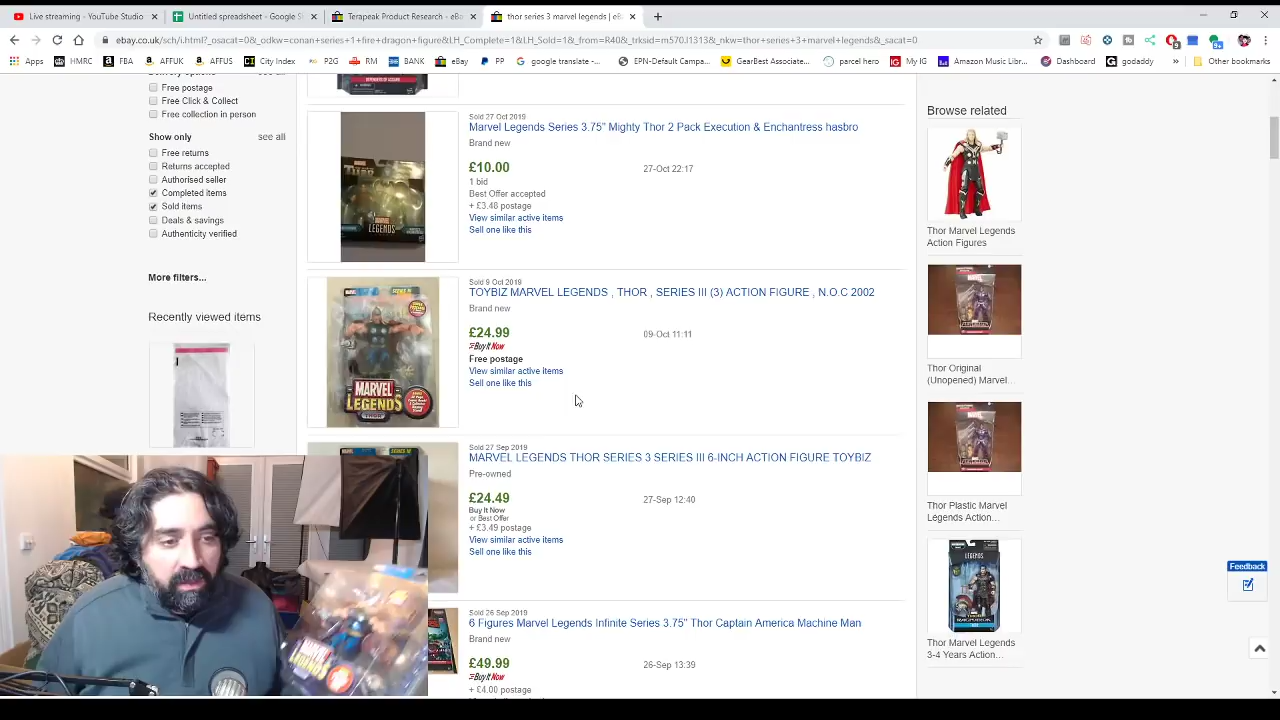 Live streaming - YouTube Studio
Untitled spreadsheet - Google S
Terapeak Product Research - eBa
thor series 3 marvel legends | eB
ebay.co.uk/sch/i.html?_osacat=0&_odkw=conan+series+1+fire+dragon+figure&LH_Complete=1&LH_Sold=1&_from=R40&_trksid=m570.l1313&_nkw=thor+series+3+marvel+legends&_sacat=0
Apps HMRC FBA AFFDK AFFUS City Index P2G RM BANK eBay PP google translate -... EPN-Default Campa... GearBest Associate... Parcel hero MyIG Amazon Music Libr... Dashboard godaddy Other bookmarks
Free postage
Free Click & Collect
Free collection in person
Show only see all
Free returns
Returns accepted
Authorised seller
Completed items
Sold items
Deals & savings
Authenticity verified
More filters...
Recently viewed items
Sold 27 Oct 2019
Marvel Legends Series 3.75" Mighty Thor 2 Pack Execution & Enchantress hasbro
Brand new
£10.00 27-Oct 22:17
1 bid
Best Offer accepted
+ £3.48 postage
View similar active items
Sell one like this
Sold 9 Oct 2019
TOYBIZ MARVEL LEGENDS , THOR , SERIES III (3) ACTION FIGURE , N.O.C 2002
Brand new
£24.99 09-Oct 11:11
Buy It Now
Free postage
View similar active items
Sell one like this
MARVEL
LEGENDS
Sold 27 Sep 2019
MARVEL LEGENDS THOR SERIES 3 SERIES III 6-INCH ACTION FIGURE TOYBIZ
Pre-owned
£24.49 27-Sep 12:40
Buy It Now
or Best Offer
+ £3.49 postage
View similar active items
Sell one like this
Sold 26 Sep 2019
6 Figures Marvel Legends Infinite Series 3.75" Thor Captain America Machine Man
Brand new
£49.99 26-Sep 13:39
Buy It Now
+ £4.00 postage
Browse related
Thor Marvel Legends
Action Figures
Thor Original
(Unopened) Marvel...
Thor Plastic Marvel
Legends Action...
Thor Marvel Legends
3-4 Years Action...
Feedback